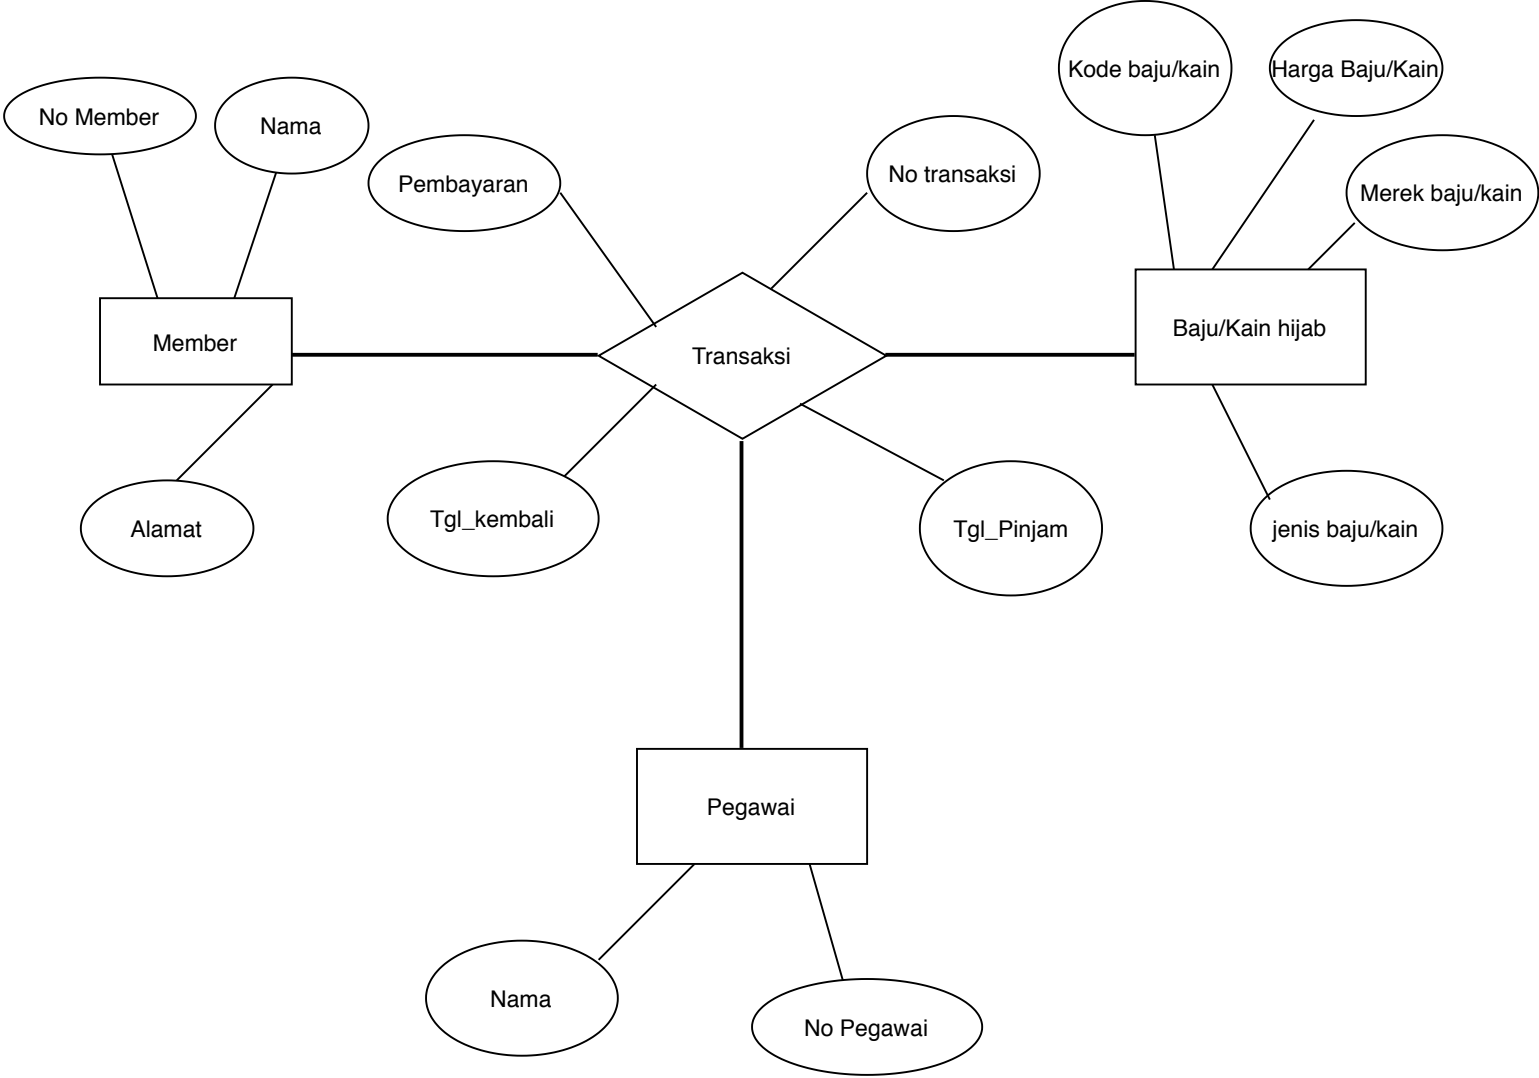 Kode baju/kain
Harga Baju/Kain
No Member
Nama
Pembayaran
No transaksi
Merek baju/kain
Member
Transaksi
Baju/Kain hijab
Alamat
Tgl_kembali
Tgl_Pinjam
jenis baju/kain
Pegawai
Nama
No Pegawai